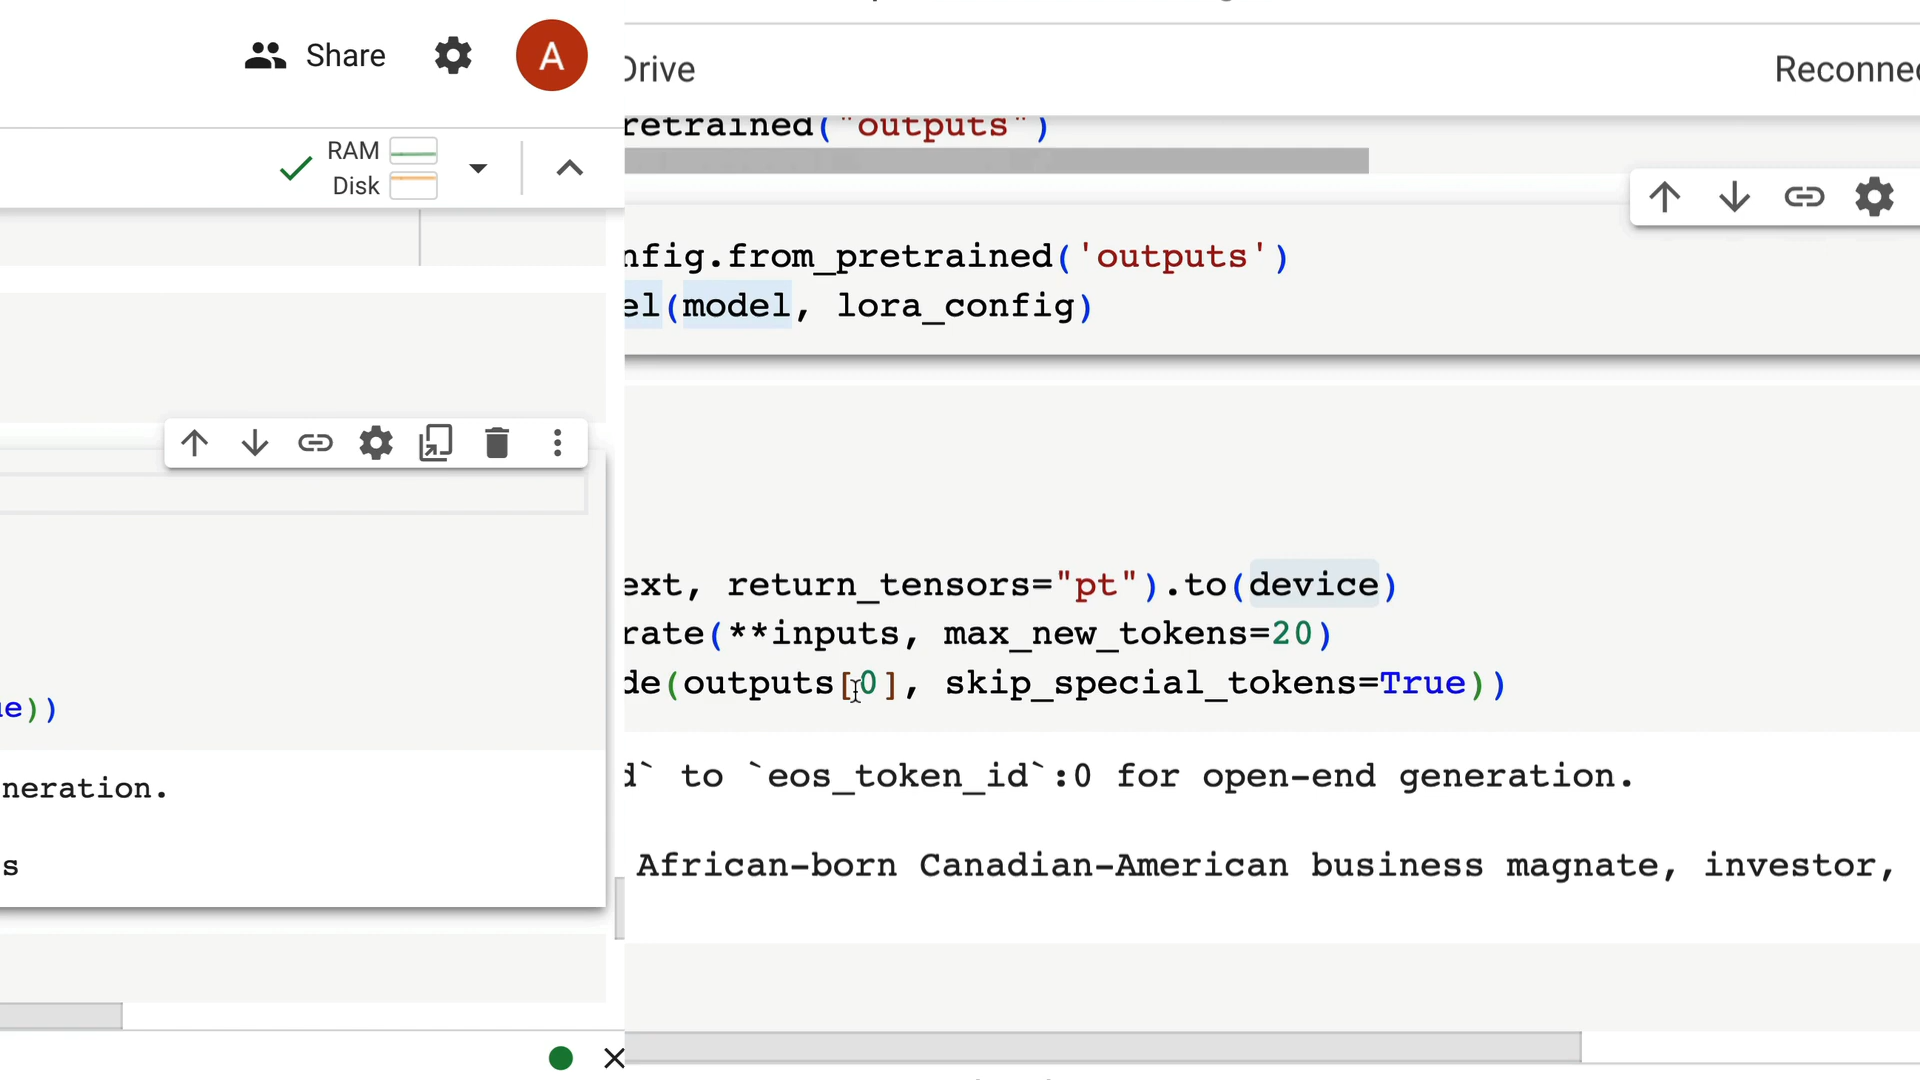 Share
A
RAM
Disk
e))
neration.
s
Drive
Reconnec
retrained("outputs")
nfig.from_pretrained('outputs')
el(model, lora_config)
ext, return_tensors="pt").to(device)
rate(**inputs, max_new_tokens=20)
de(outputs[0], skip_special_tokens=True))
d` to `eos_token_id`:0 for open-end generation.
African-born Canadian-American business magnate, investor,